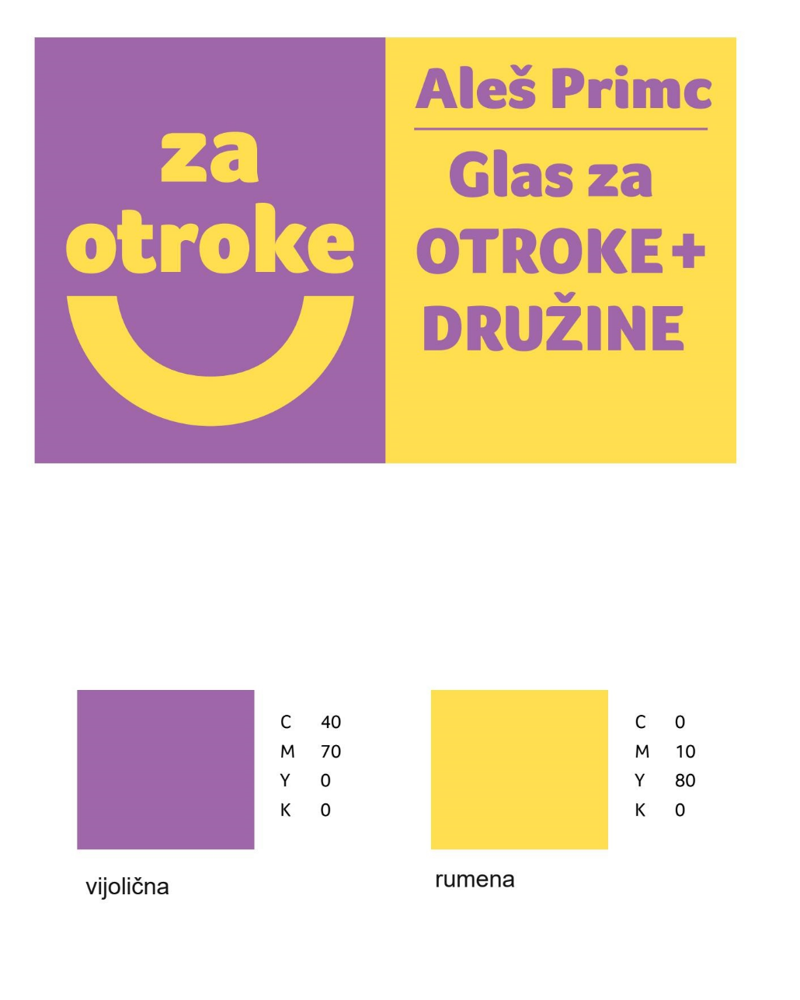 za
otroke
Aleš Primc
Glas za
OTROKE+
DRUŽINE
C 40
M 70
Y 0
K 0
vijolična
C 0
M 10
Y 80
K 0
rumena